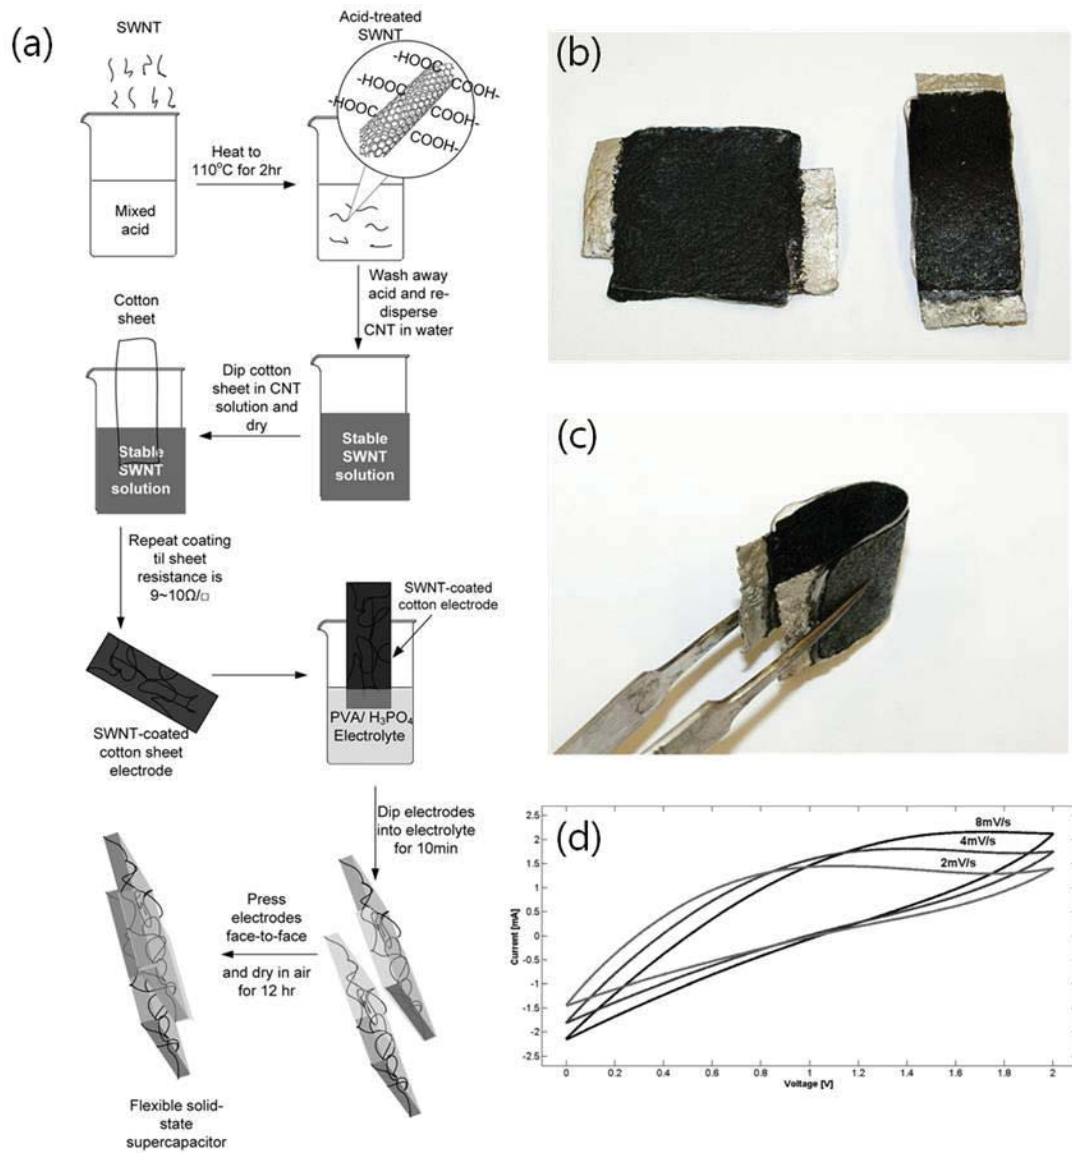 (a)
SWNT
Mixed
acid
Heat to
110°C for 2hr
Acid-treated
SWNT
-HOOC
COOH-
-HOOC
COOH-
-HOOC
COOH-
Wash away
acid and re-
disperse
CNT in water
Stable
SWNT
solution
Dip cotton
sheet in CNT
solution and
dry
Cotton
sheet
Stable
SWNT
solution
Repeat coating
til sheet
resistance is
9~10Ω/□
SWNT-coated
cotton sheet
electrode
SWNT-coated
cotton electrode
PVA/ H₃PO₄
Electrolyte
Dip electrodes
into electrolyte
for 10min
Press
electrodes
face-to-face
and dry in air
for 12 hr
Flexible solid-
state
supercapacitor
(b)
(c)
(d)
8mV/s
4mV/s
2mV/s
Current [mA]
2.5
2
1.5
1
0.5
0
-0.5
-1
-1.5
-2
-2.5
0 0.2 0.4 0.6 0.8 1 1.2 1.4 1.6 1.8 2
Voltage [V]